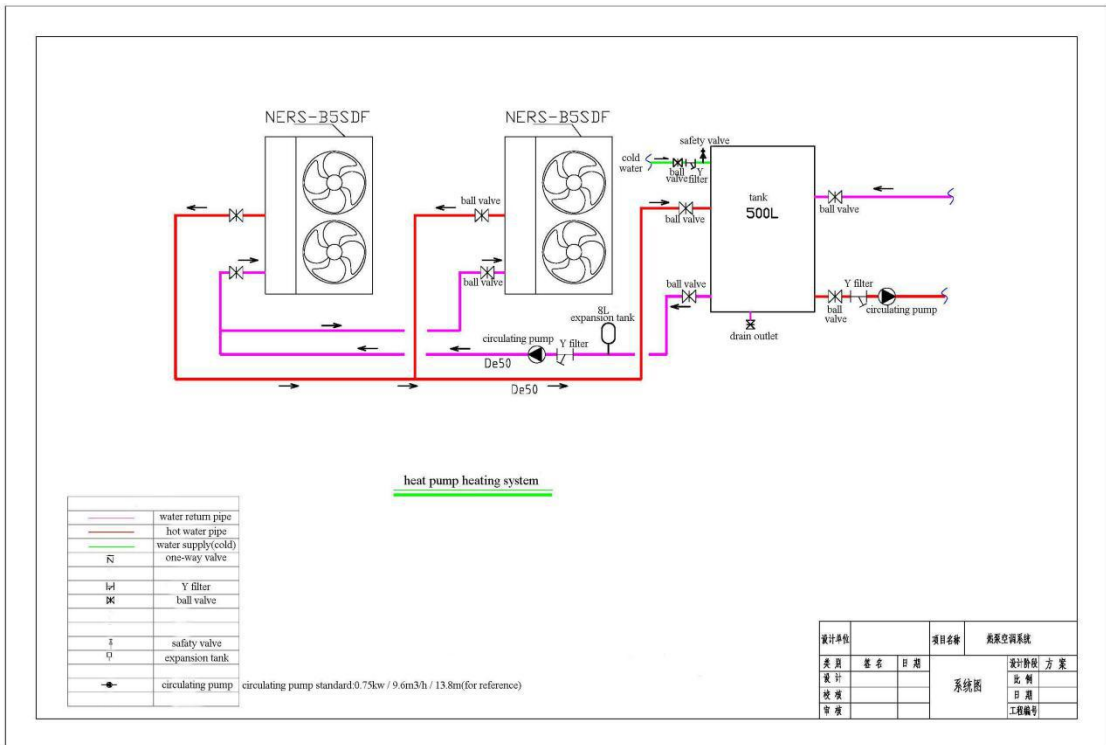 NERS-B5SDF
NERS-B5SDF
safety valve
cold
water
ball
valve
Y
filter
tank
500L
ball valve
ball valve
ball valve
ball valve
ball valve
8L
expansion tank
circulating pump
Y filter
De50
De50
drain outlet
Y filter
ball
valve
circulating pump
heat pump heating system
water return pipe
hot water pipe
water supply(cold)
one-way valve
Y filter
ball valve
safaty valve
expansion tank
circulating pump circulating pump standard:0.75kw / 9.6m3/h / 13.8m(for reference)
设计单位 项目名称 热泵空调系统
类别 签名 日期 系统图 设计阶段 方案
设计 比例
校核 日期
审核 工程编号